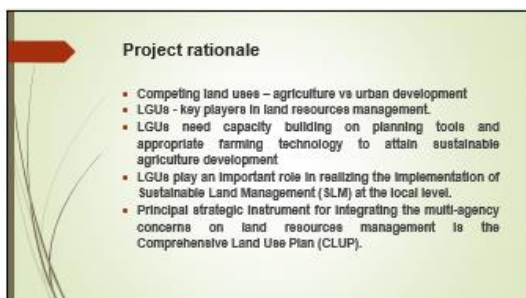 Project rationale
Competing land uses – agriculture vs urban development
LGUs - key players in land resources management.
LGUs need capacity building on planning tools and
appropriate farming technology to attain sustainable
agriculture development
LGUs play an important role in realizing the implementation of
Sustainable Land Management (SLM) at the local level.
Principal strategic instrument for integrating the multi-agency
concerns on land resources management is the
Comprehensive Land Use Plan (CLUP).